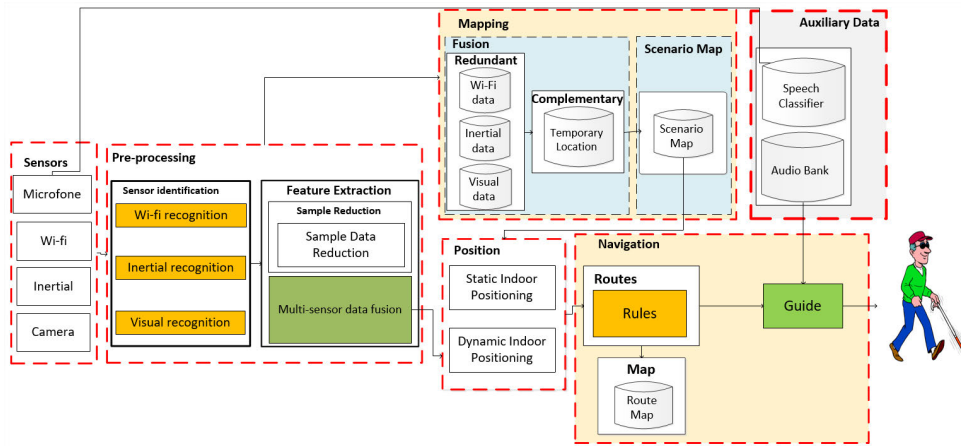 Mapping
Auxiliary Data
Fusion
Scenario Map
Redundant
Wi-Fi
data
Complementary
Speech
Classifier
Inertial
data
Temporary
Location
Scenario
Map
Sensors
Pre-processing
Visual
data
Audio Bank
Microfone
Sensor identification
Feature Extraction
Wi-fi recognition
Sample Reduction
Wi-fi
Sample Data
Reduction
Position
Navigation
Inertial
Inertial recognition
Static Indoor
Positioning
Routes
Multi-sensor data fusion
Rules
Guide
Camera
Visual recognition
Dynamic Indoor
Positioning
Map
Route
Map